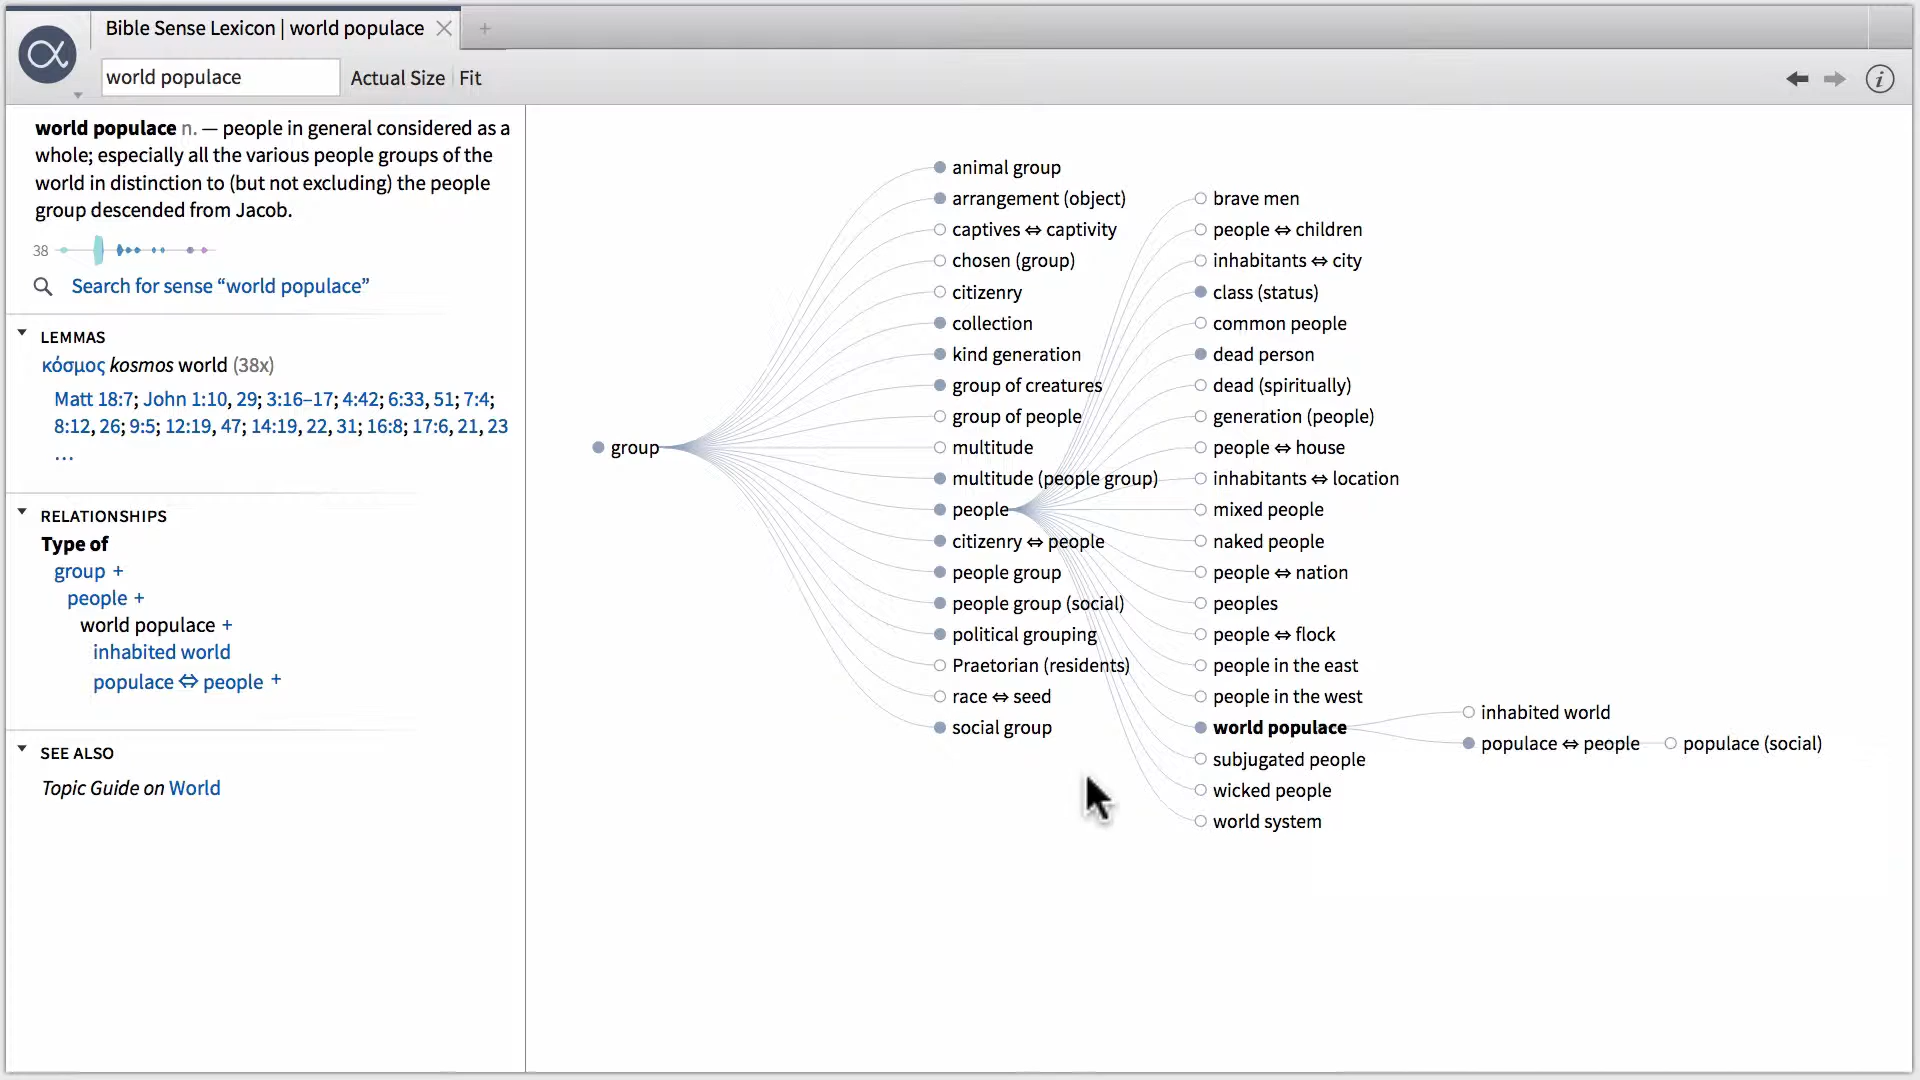 Bible Sense Lexicon | world populace
world populace
Actual Size
Fit
world populace n. — people in general considered as a
whole; especially all the various people groups of the
world in distinction to (but not excluding) the people
group descended from Jacob.
38
Search for sense “world populace”
LEMMAS
κόσμος kosmos world (38x)
Matt 18:7; John 1:10, 29; 3:16–17; 4:42; 6:33, 51; 7:4;
8:12, 26; 9:5; 12:19, 47; 14:19, 22, 31; 16:8; 17:6, 21, 23
…
RELATIONSHIPS
Type of
group +
people +
world populace +
inhabited world
populace ⇔ people +
SEE ALSO
Topic Guide on World
group
animal group
arrangement (object)
captives ⇔ captivity
chosen (group)
citizenry
collection
kind generation
group of creatures
group of people
multitude
multitude (people group)
people
citizenry ⇔ people
people group
people group (social)
political grouping
Praetorian (residents)
race ⇔ seed
social group
brave men
people ⇔ children
inhabitants ⇔ city
class (status)
common people
dead person
dead (spiritually)
generation (people)
people ⇔ house
inhabitants ⇔ location
mixed people
naked people
people ⇔ nation
peoples
people ⇔ flock
people in the east
people in the west
world populace
subjugated people
wicked people
world system
inhabited world
populace ⇔ people
populace (social)